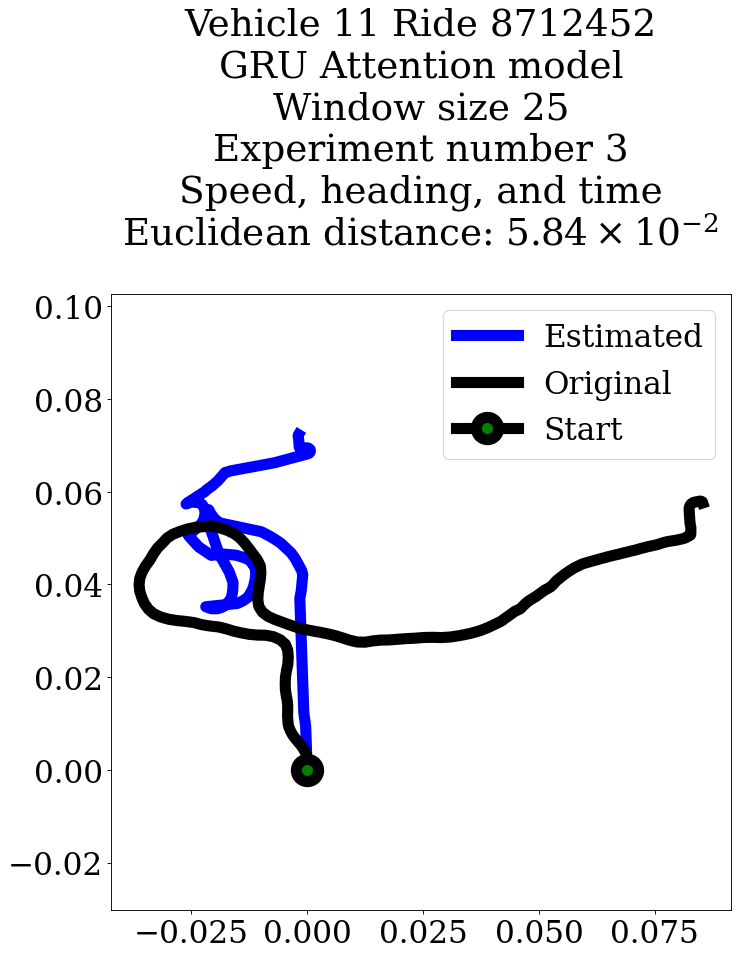 Vehicle 11 Ride 8712452
GRU Attention model
Window size 25
Experiment number 3
Speed, heading, and time
Euclidean distance: 5.84 × 10⁻²
Estimated
Original
Start
0.10
0.08
0.06
0.04
0.02
0.00
−0.02
−0.025 0.000 0.025 0.050 0.075